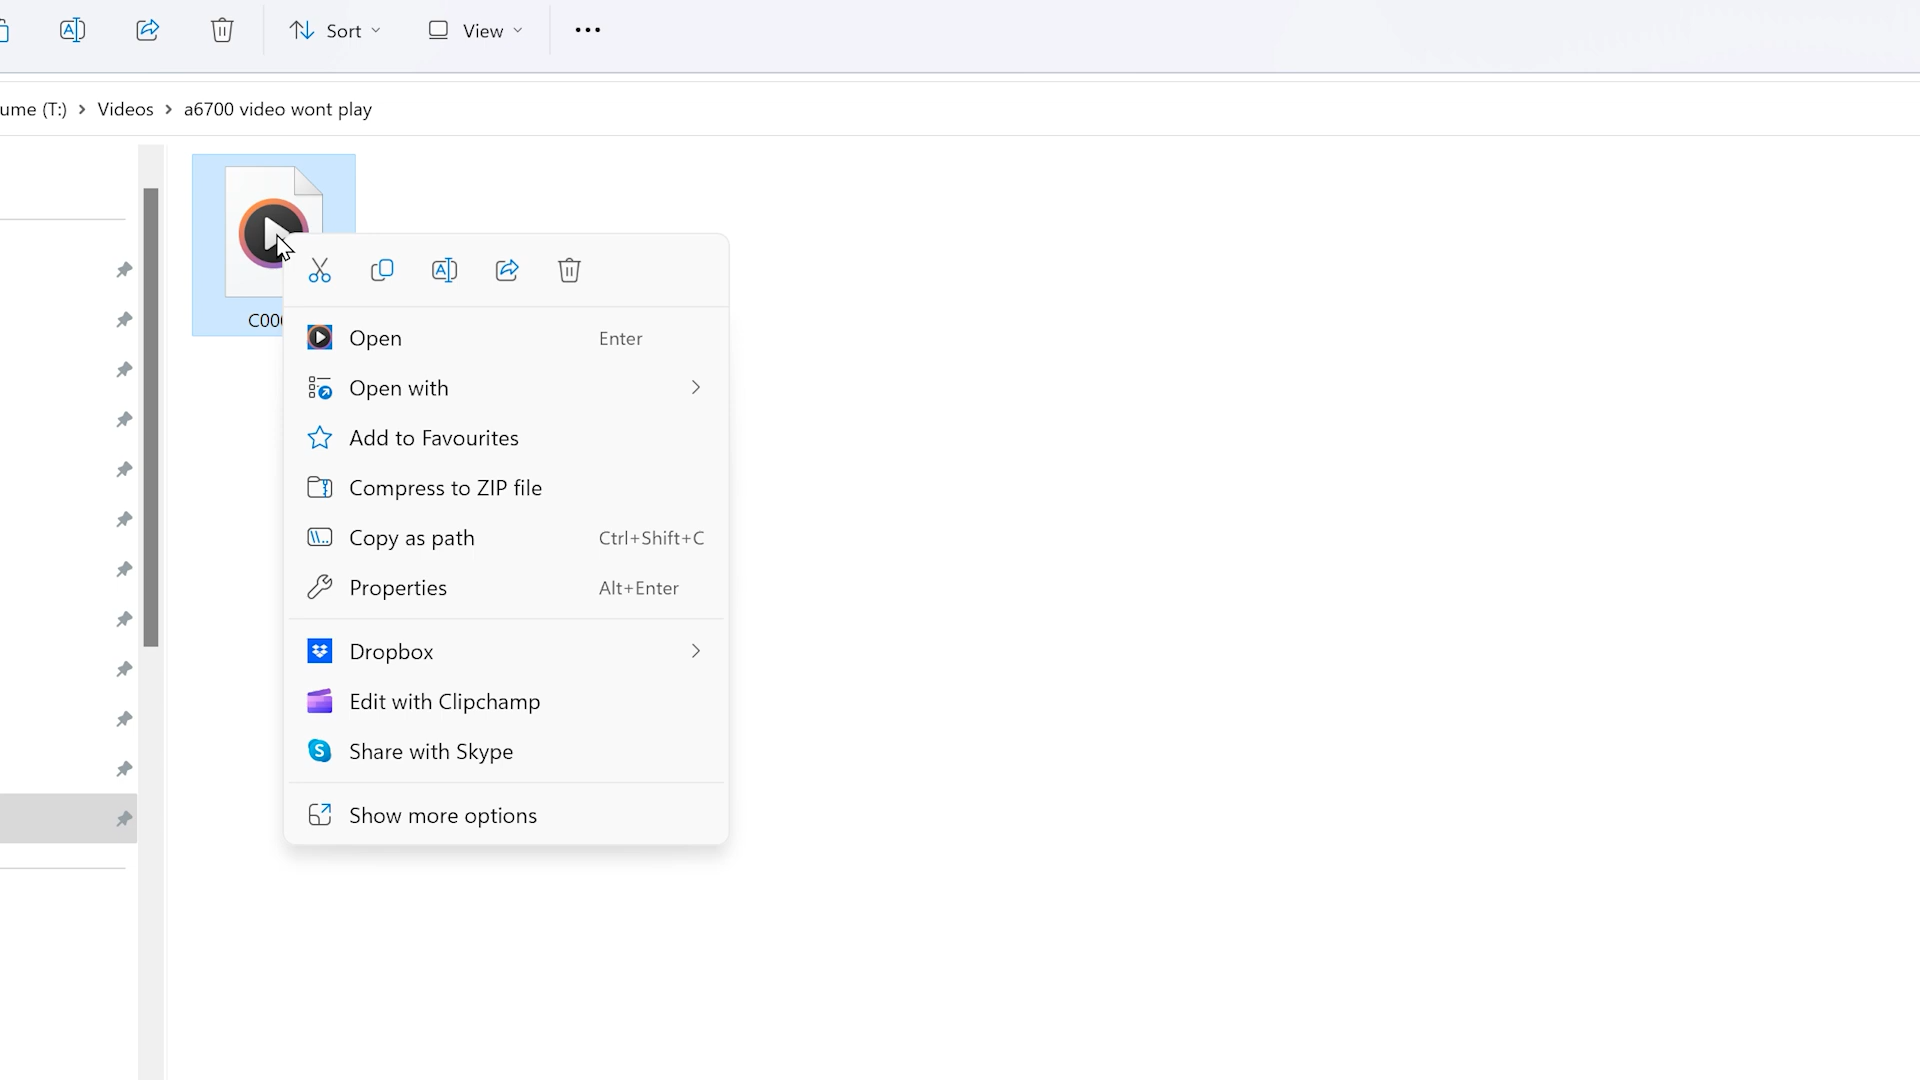 Sort View
ume (T:) > Videos > a6700 video wont play
Open Enter
Open with
Add to Favourites
Compress to ZIP file
Copy as path Ctrl+Shift+C
Properties Alt+Enter
Dropbox
Edit with Clipchamp
Share with Skype
Show more options